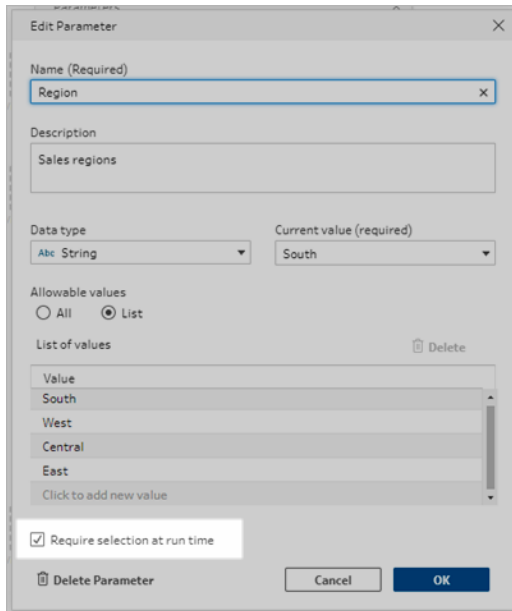 Parameters
Edit Parameter
Name (Required)
Region
Description
Sales regions
Data type
Current value (required)
Abc String
South
Allowable values
All
List
List of values
Delete
Value
South
West
Central
East
Click to add new value
Require selection at run time
Delete Parameter
Cancel
OK